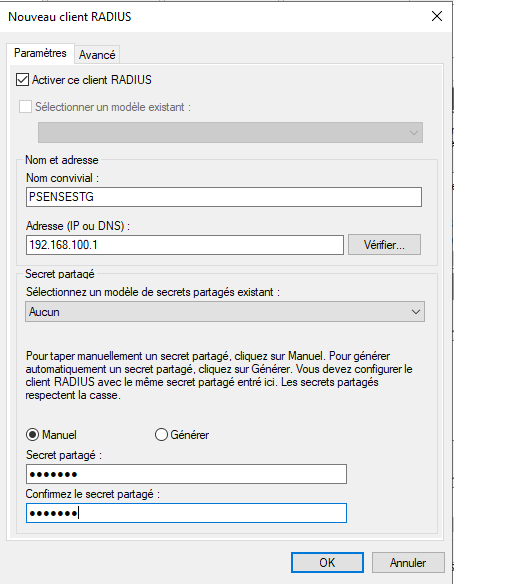 Nouveau client RADIUS
Paramètres
Avancé
Activer ce client RADIUS
Sélectionner un modèle existant :
Nom et adresse
Nom convivial :
PSENSESTG
Adresse (IP ou DNS) :
192.168.100.1
Vérifier...
Secret partagé
Sélectionnez un modèle de secrets partagés existant :
Aucun
Pour taper manuellement un secret partagé, cliquez sur Manuel. Pour générer
automatiquement un secret partagé, cliquez sur Générer. Vous devez configurer le
client RADIUS avec le même secret partagé entré ici. Les secrets partagés
respectent la casse.
Manuel
Générer
Secret partagé :
●●●●●●●
Confirmez le secret partagé :
●●●●●●●
OK
Annuler